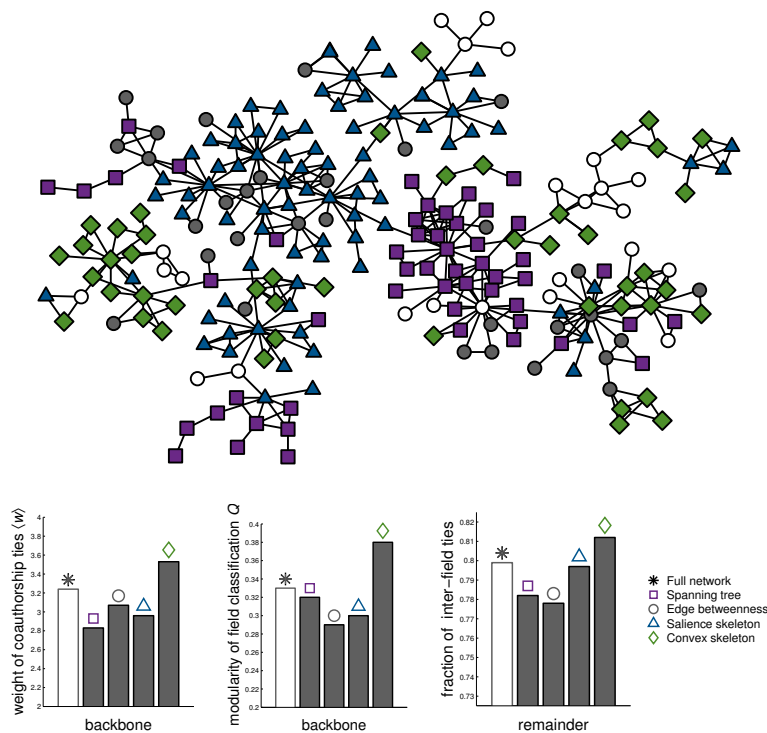 weight of coauthorship ties ⟨w⟩
4
3.8
3.6
3.4
3.2
3
2.8
2.6
2.4
2.2
2
backbone
modularity of field classification Q
0.4
0.38
0.36
0.34
0.32
0.3
0.28
0.26
0.24
0.22
0.2
backbone
fraction of inter−field ties
0.82
0.81
0.8
0.79
0.78
0.77
0.76
0.75
0.74
0.73
remainder
Full network
Spanning tree
Edge betweenness
Salience skeleton
Convex skeleton